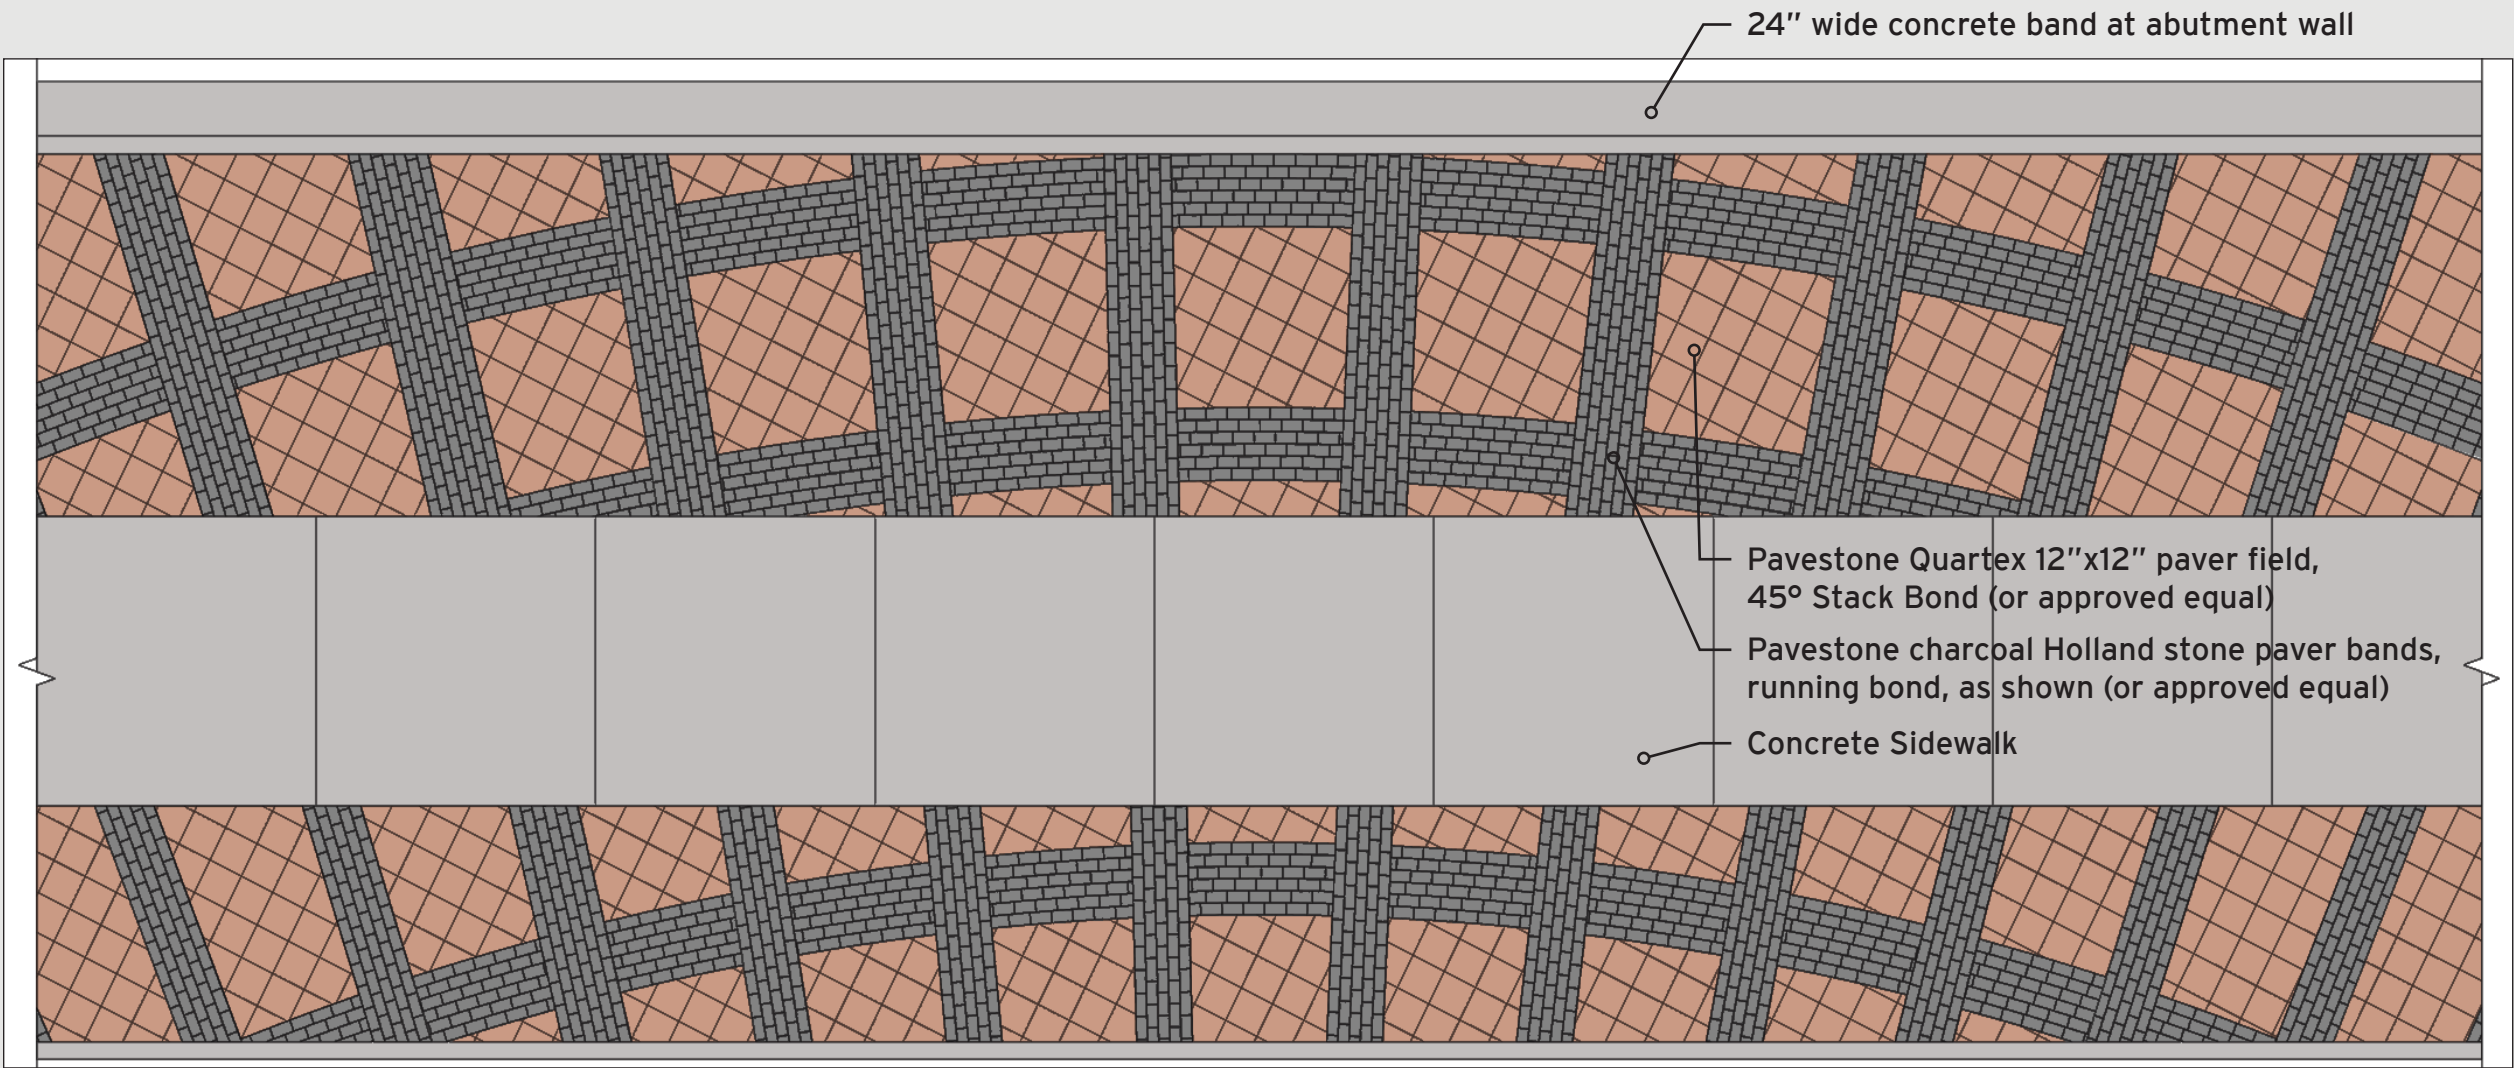 24" wide concrete band at abutment wall
Pavestone Quartex 12"x12" paver field,
45° Stack Bond (or approved equal)
Pavestone charcoal Holland stone paver bands,
running bond, as shown (or approved equal)
Concrete Sidewalk